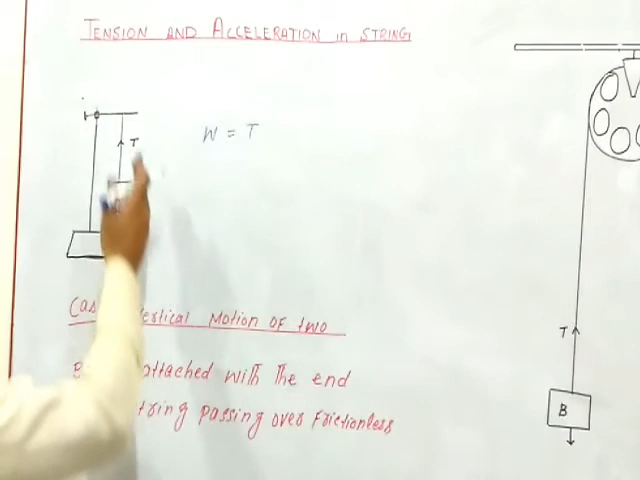 TENSION AND ACCELERATION in STRING
T
W = T
Vertical Motion OF two
attached with The end
string passing over Frictionless
T
B